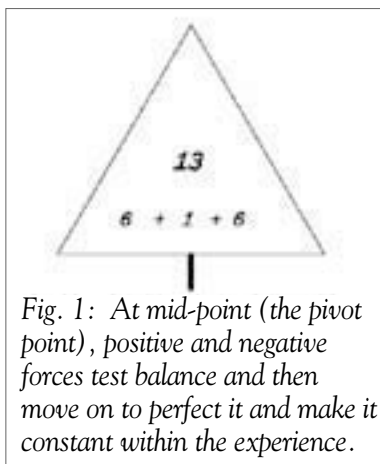 13
6 + 1 + 6
Fig. 1: At mid-point (the pivot
point), positive and negative
forces test balance and then
move on to perfect it and make it
constant within the experience.